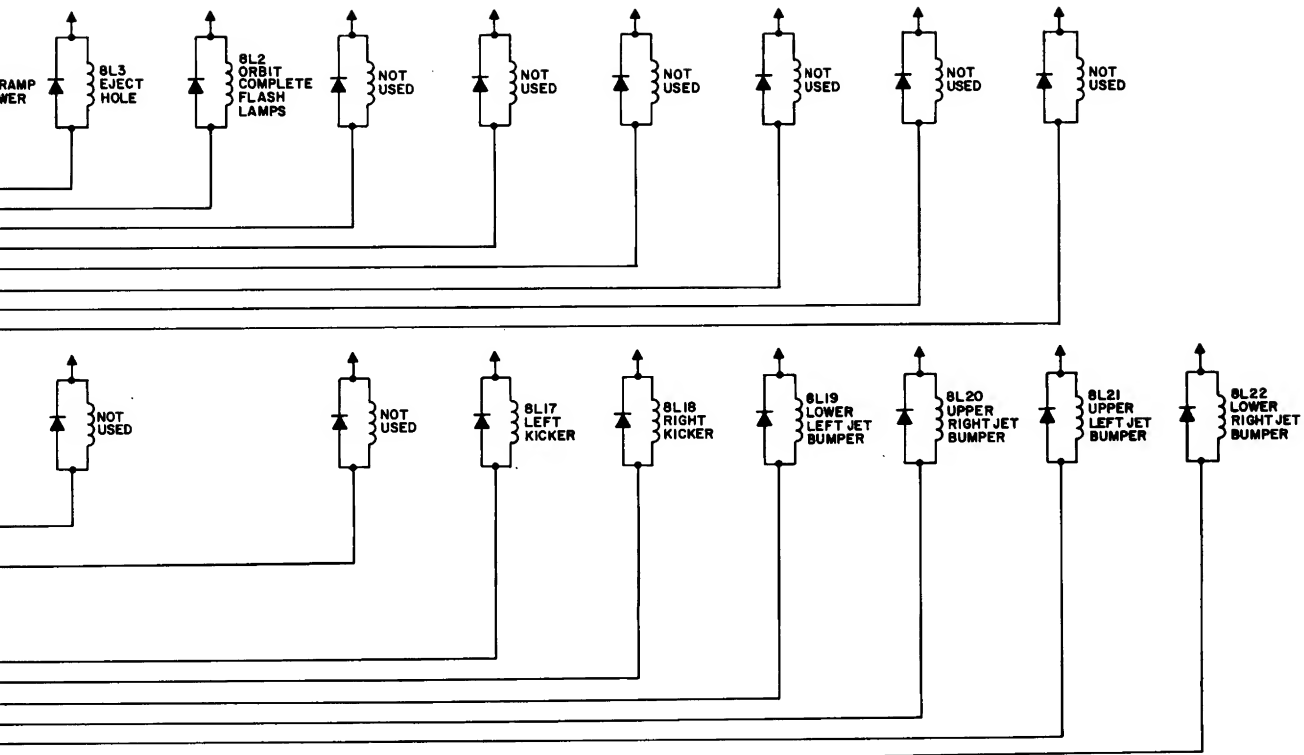 RAMP
WER
8L3
EJECT
HOLE
8L2
ORBIT
COMPLETE
FLASH
LAMPS
NOT
USED
NOT
USED
NOT
USED
NOT
USED
NOT
USED
NOT
USED
NOT
USED
NOT
USED
8L17
LEFT
KICKER
8L18
RIGHT
KICKER
8L19
LOWER
LEFT JET
BUMPER
8L20
UPPER
RIGHT JET
BUMPER
8L21
UPPER
LEFT JET
BUMPER
8L22
LOWER
RIGHT JET
BUMPER